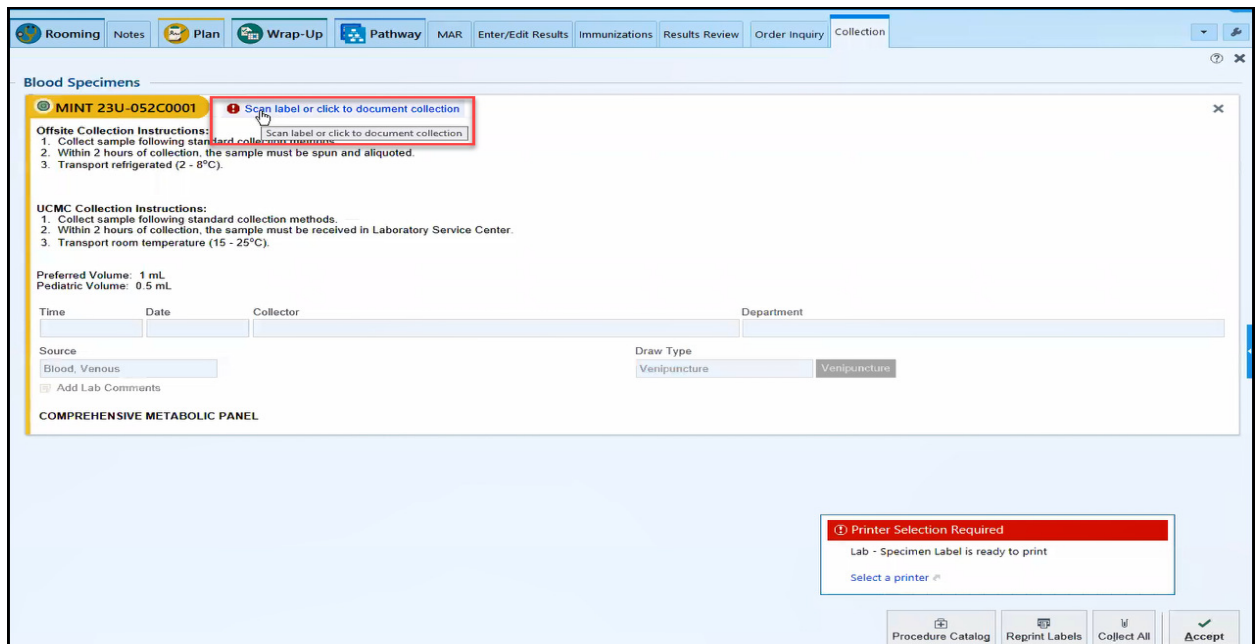 Rooming Notes Plan Wrap-Up Pathway MAR Enter/Edit Results Immunizations Results Review Order Inquiry Collection
Blood Specimens
MINT 23U-052C0001 Scan label or click to document collection
Scan label or click to document collection
Offsite Collection Instructions:
1. Collect sample following standard collection methods.
2. Within 2 hours of collection, the sample must be spun and aliquoted.
3. Transport refrigerated (2 - 8°C).
UCMC Collection Instructions:
1. Collect sample following standard collection methods.
2. Within 2 hours of collection, the sample must be received in Laboratory Service Center.
3. Transport room temperature (15 - 25°C).
Preferred Volume: 1 mL
Pediatric Volume: 0.5 mL
Time Date Collector Department
Source Draw Type
Blood, Venous Venipuncture Venipuncture
Add Lab Comments
COMPREHENSIVE METABOLIC PANEL
Printer Selection Required
Lab - Specimen Label is ready to print
Select a printer
Procedure Catalog Reprint Labels Collect All Accept